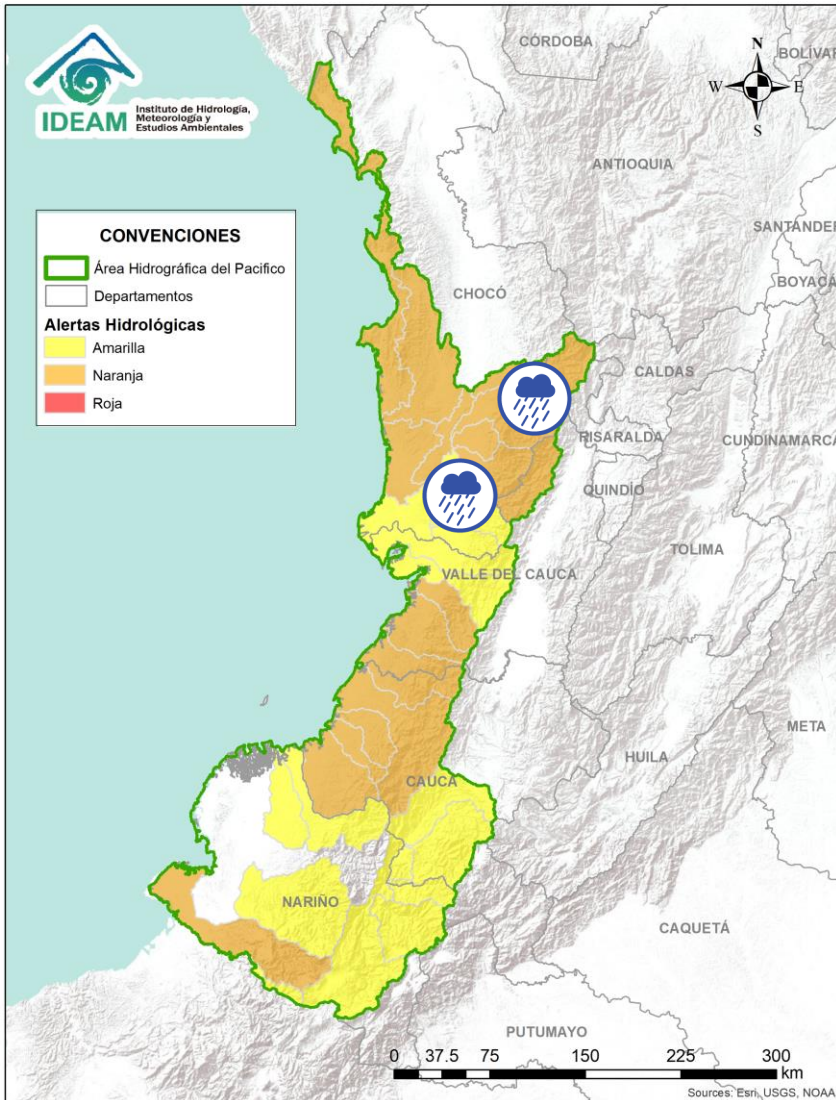 IDEAM
Instituto de Hidrología,
Meteorología y
Estudios Ambientales
CÓRDOBA
BOLÍVAR
N
W
E
S
ANTIOQUIA
SANTANDER
BOYACÁ
CONVENCIONES
Área Hidrográfica del Pacifico
Departamentos
Alertas Hidrológicas
Amarilla
Naranja
Roja
CHOCÓ
CALDAS
RISARALDA
CUNDINAMARCA
QUINDÍO
TOLIMA
VALLE DEL CAUCA
META
HUILA
CAUCA
NARIÑO
CAQUETÁ
PUTUMAYO
0 37.5 75 150 225 300
km
Sources: Esri, USGS, NOAA